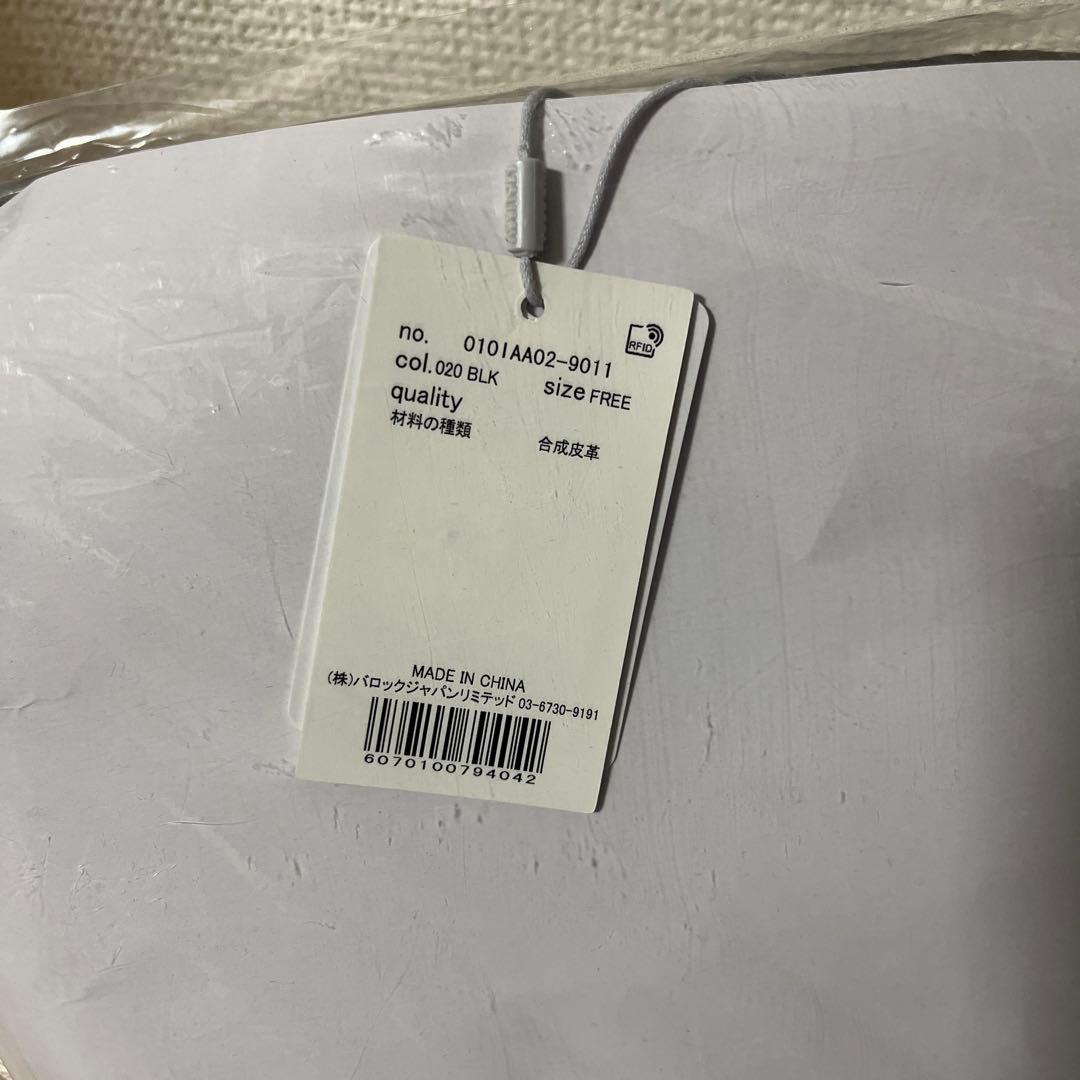 no. 010IAA02-9011
RFID
col.020 BLK size FREE
quality
材料の種類 合成皮革
MADE IN CHINA
(株)バロックジャパンリミテッド 03-6730-9191
6070100794042